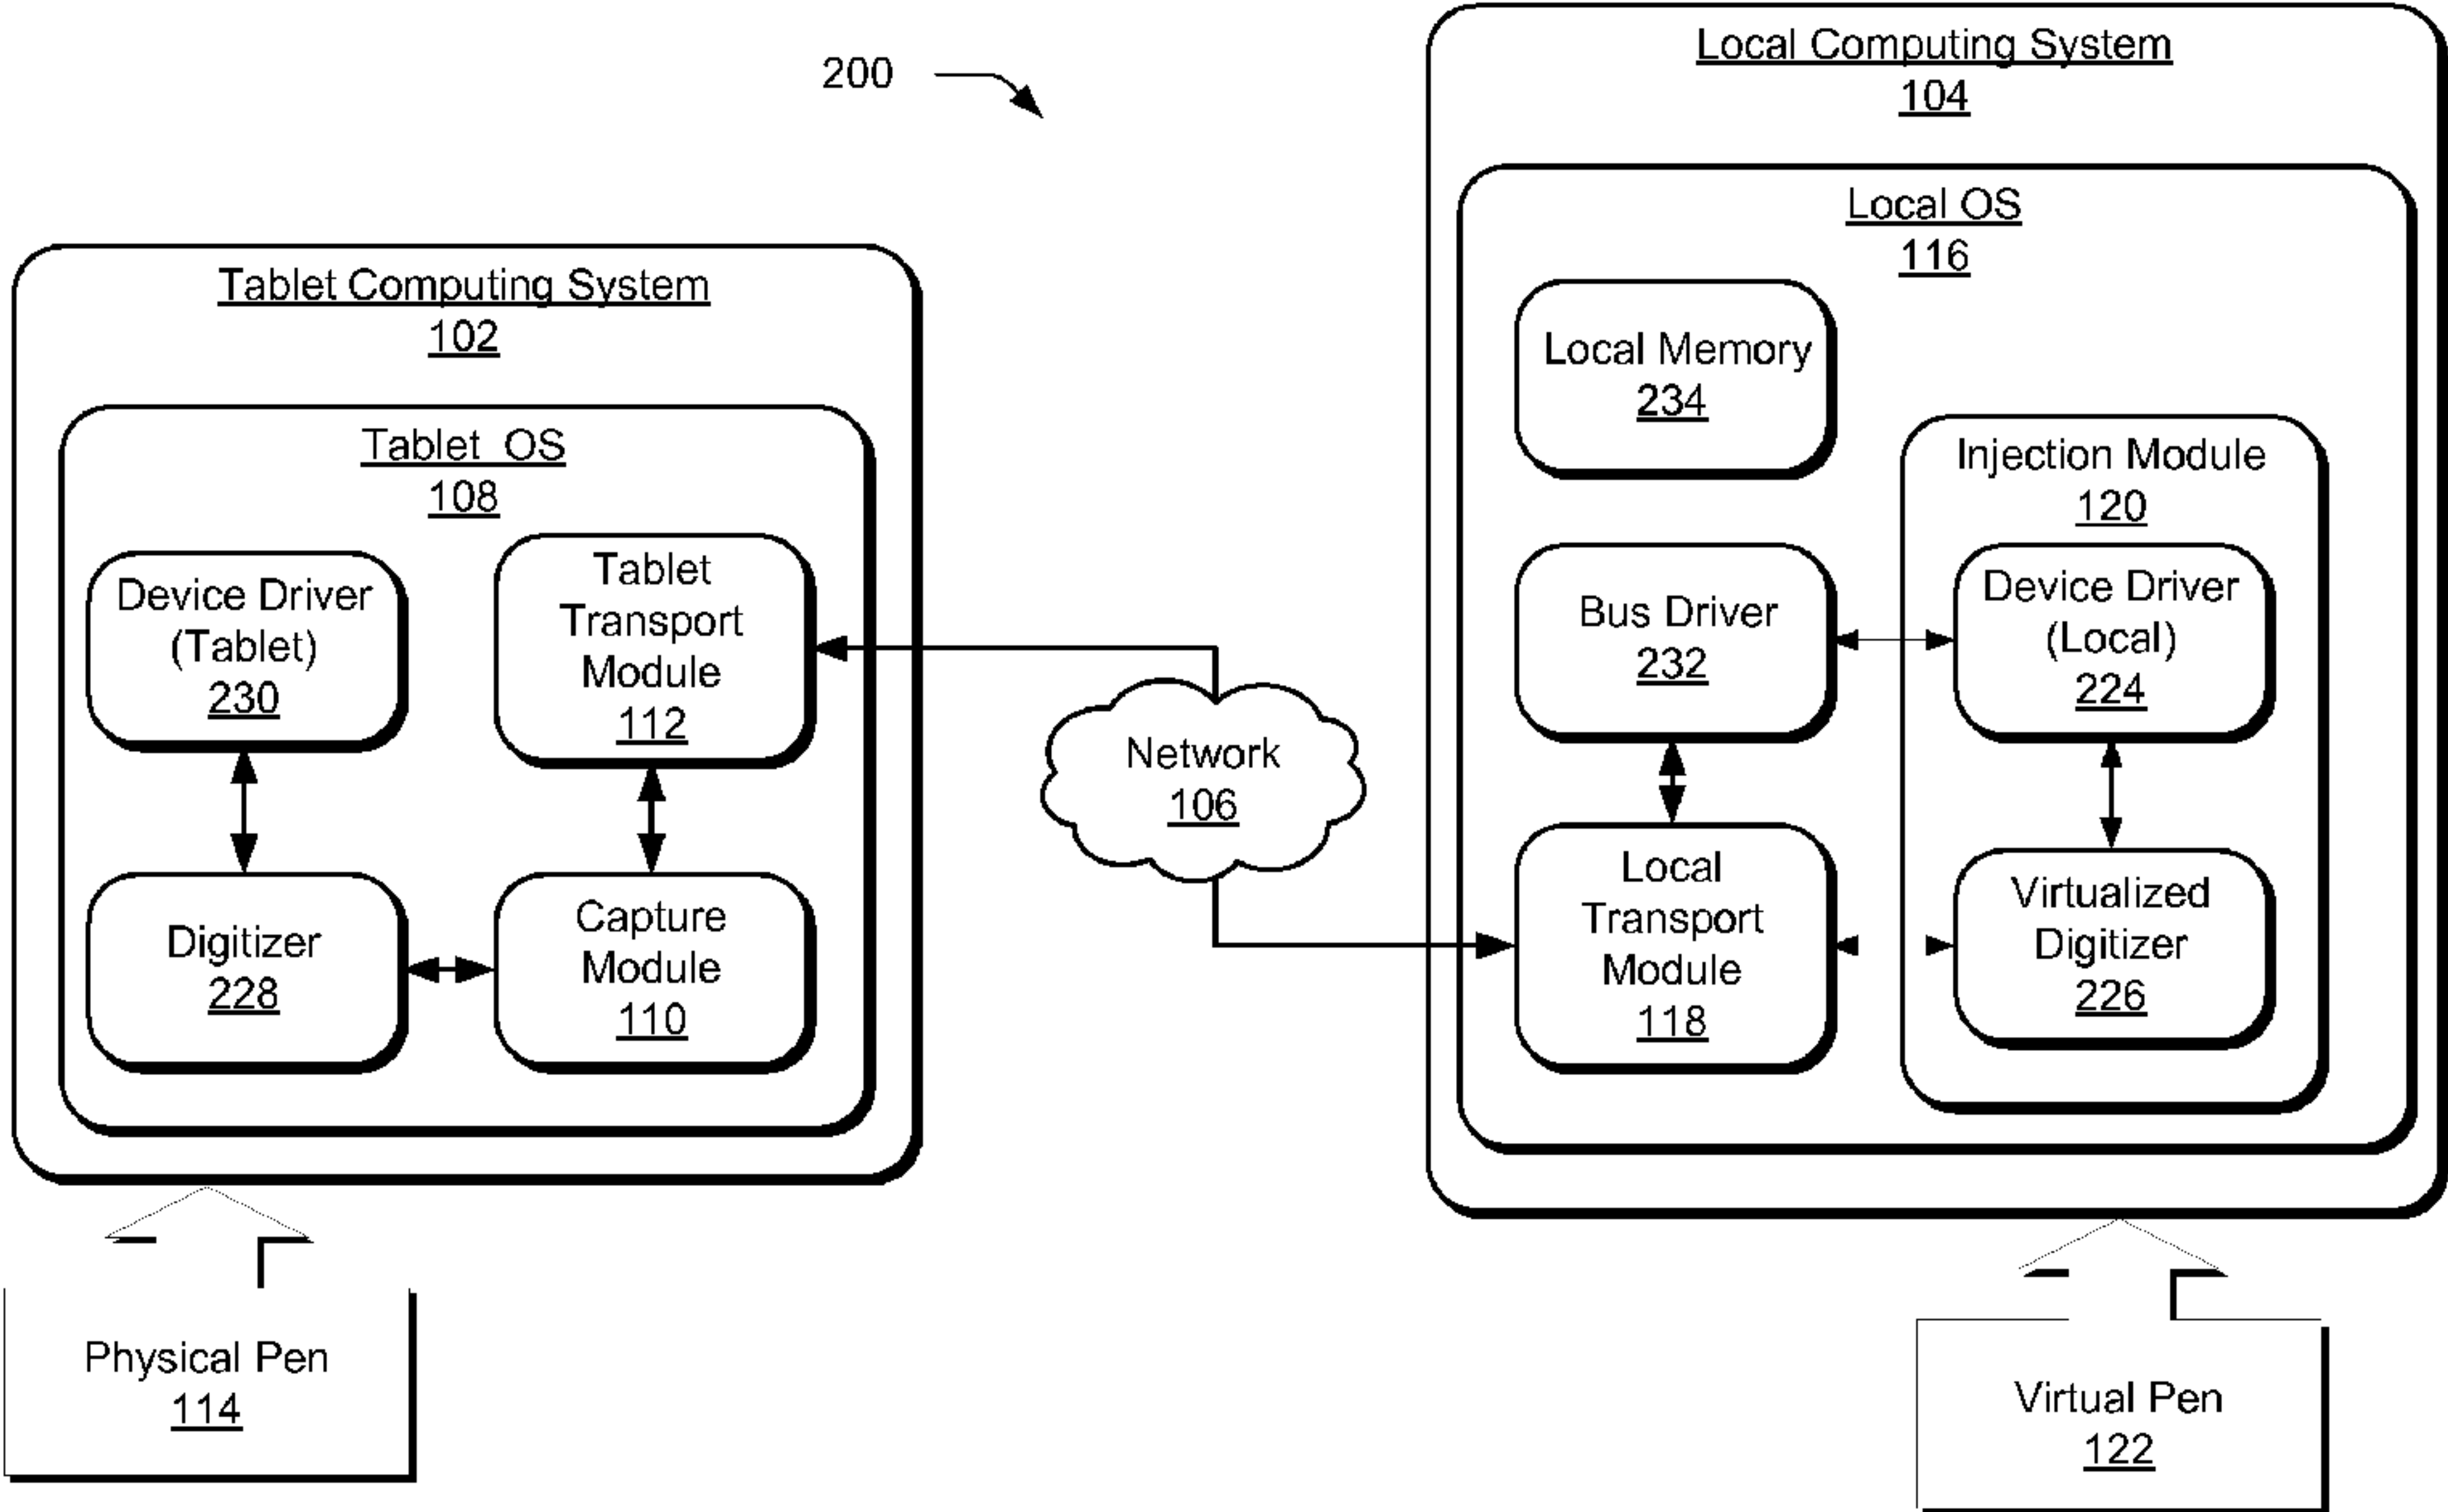 200
Local Computing System
104
Local OS
116
Tablet Computing System
102
Local Memory
234
Tablet OS
108
Injection Module
120
Device Driver
(Tablet)
230
Tablet
Transport
Module
112
Bus Driver
232
Device Driver
(Local)
224
Network
106
Digitizer
228
Capture
Module
110
Local
Transport
Module
118
Virtualized
Digitizer
226
Physical Pen
114
Virtual Pen
122